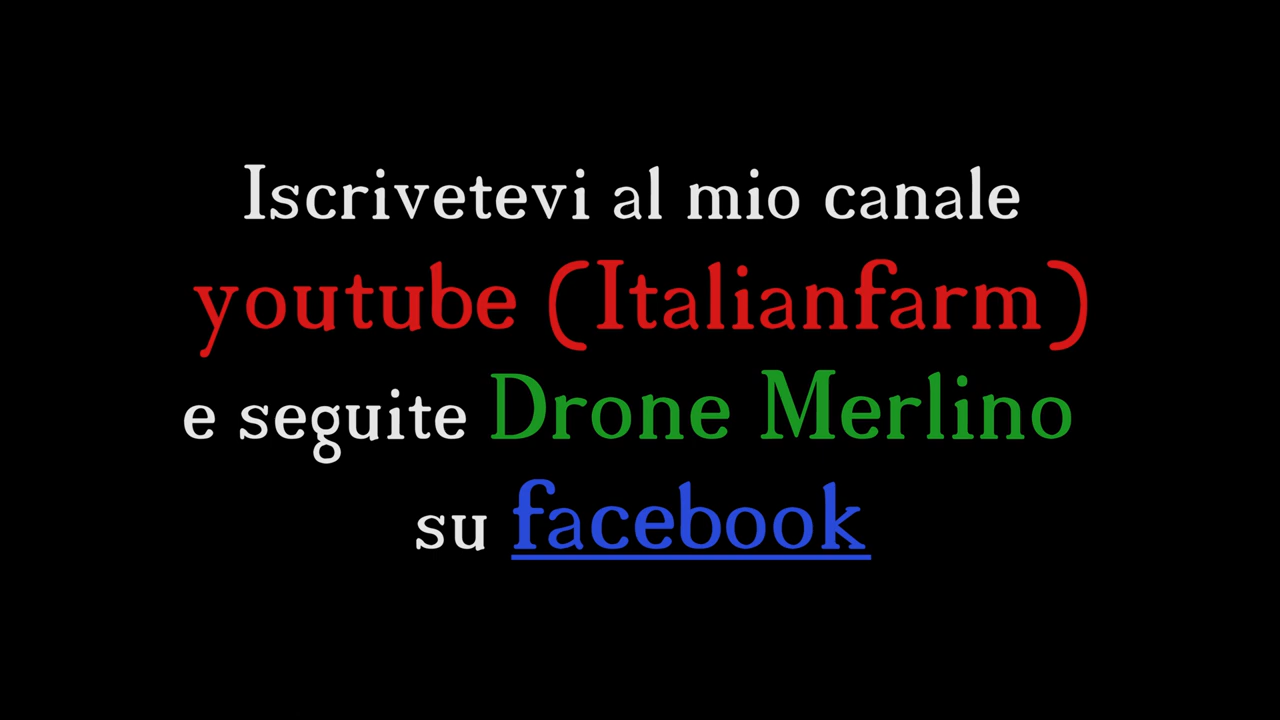 Iscrivetevi al mio canale
youtube (Italianfarm)
e seguite Drone Merlino
su facebook